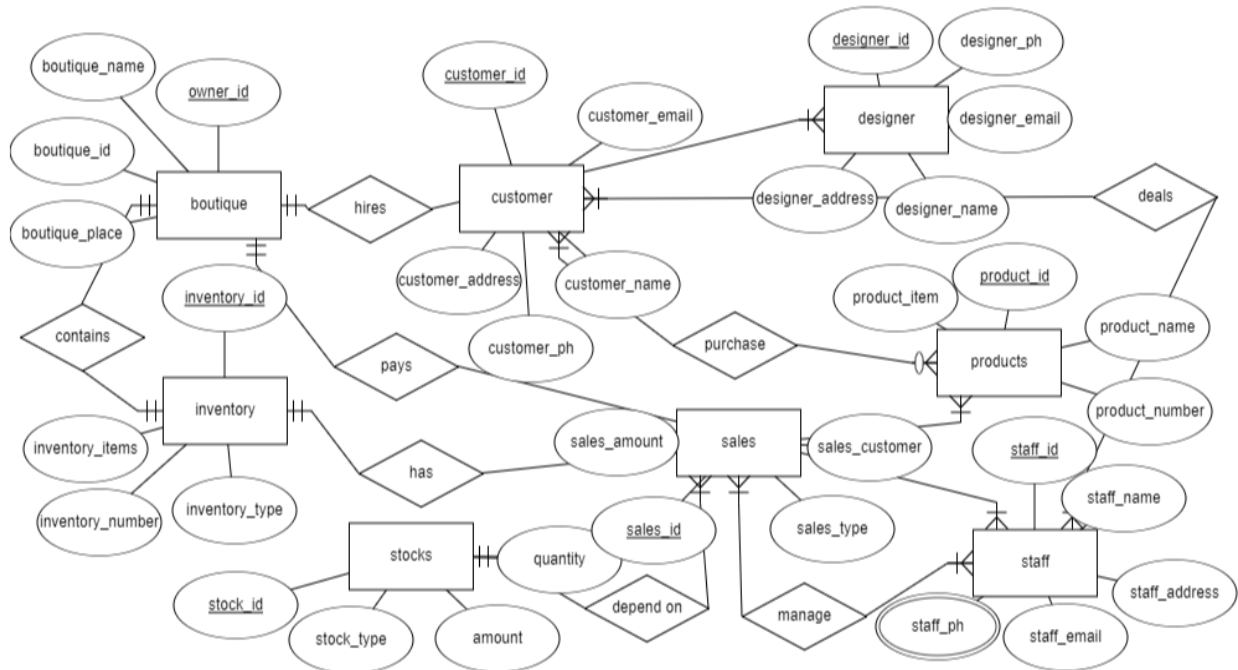 designer_id
designer_ph
boutique_name
owner_id
customer_id
customer_email
designer
designer_email
boutique_id
boutique
hires
customer
designer_address
designer_name
deals
boutique_place
customer_address
customer_name
inventory_id
product_item
product_id
product_name
contains
customer_ph
purchase
products
pays
inventory
product_number
inventory_items
has
sales_amount
sales
sales_customer
staff_id
staff_name
inventory_number
inventory_type
sales_id
sales_type
stocks
quantity
staff
stock_id
stock_type
amount
depend on
manage
staff_ph
staff_email
staff_address